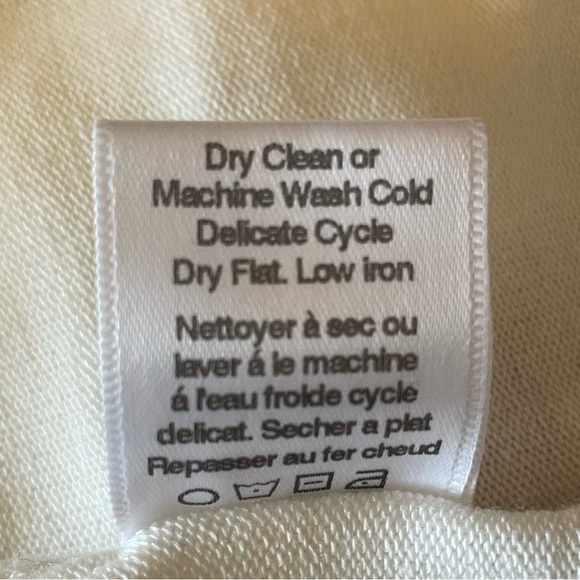 Dry Clean or
Machine Wash Cold
Delicate Cycle
Dry Flat. Low iron
Nettoyer à sec ou
laver á le machine
á l'eau froide cycle
delicat. Secher a plat
Repasser au fer cheud